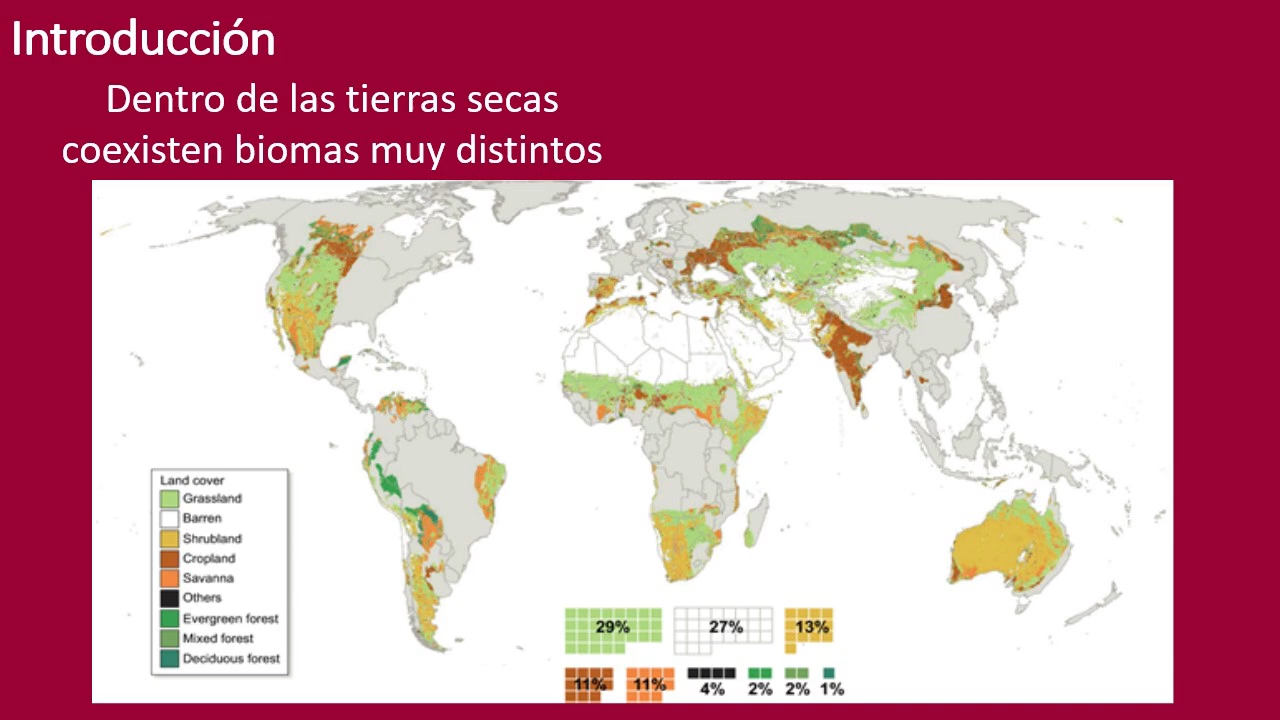 Introducción
Dentro de las tierras secas
coexisten biomas muy distintos
Land cover
Grassland
Barren
Shrubland
Cropland
Savanna
Others
Evergreen forest
Mixed forest
Deciduous forest
29%
27%
13%
11%
11%
4%
2%
2%
1%